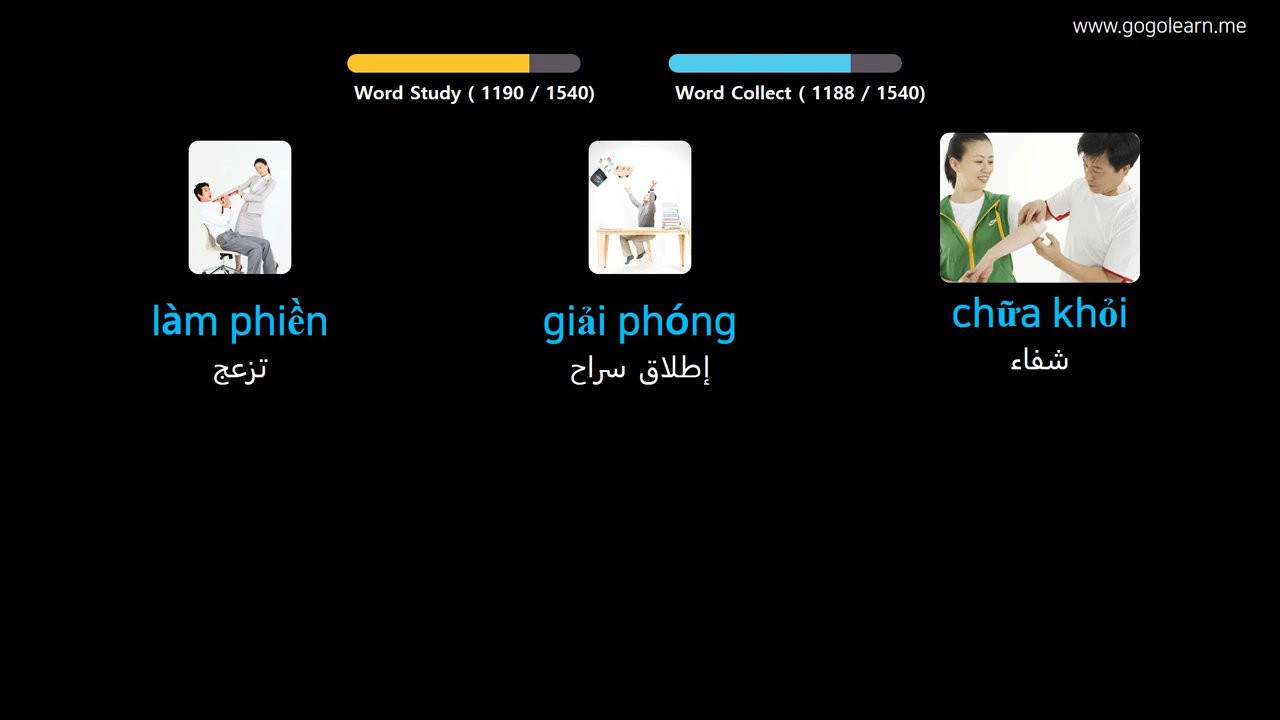 www.gogolearn.me
Word Study ( 1190 / 1540)
Word Collect ( 1188 / 1540)
làm phiền
تزعج
giải phóng
إطلاق سراح
chữa khỏi
شفاء